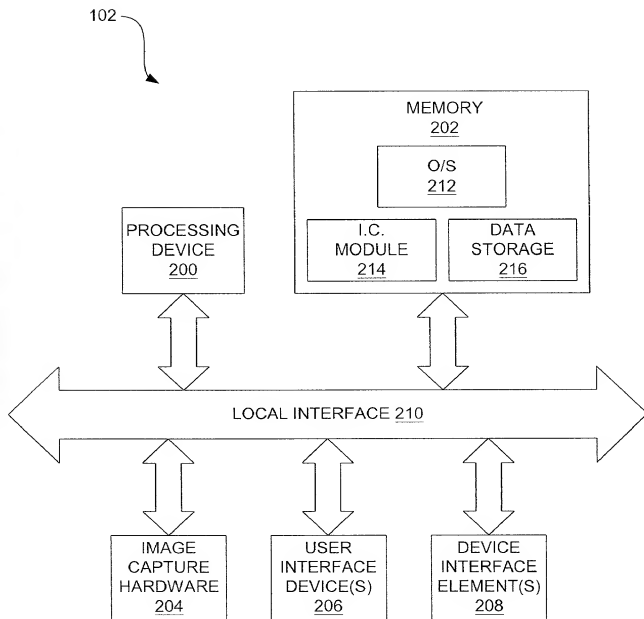 102
MEMORY
202
O/S
212
I.C.
MODULE
214
DATA
STORAGE
216
PROCESSING
DEVICE
200
LOCAL INTERFACE 210
IMAGE
CAPTURE
HARDWARE
204
USER
INTERFACE
DEVICE(S)
206
DEVICE
INTERFACE
ELEMENT(S)
208